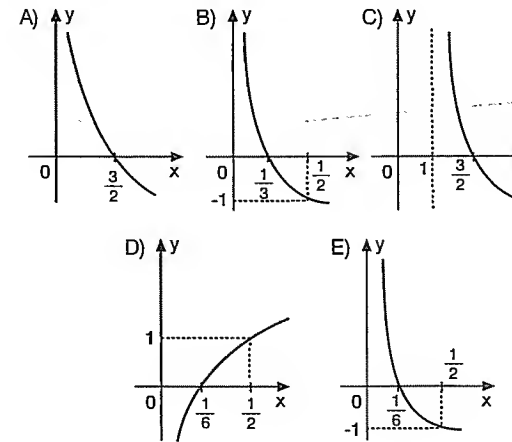 A) y
0 3/2 x
B) y
0 1/3 1/2 x
-1
C) y
0 1 3/2
D) y
1
0 1/6 1/2 x
E) y
1/2
0 1/6 x
-1